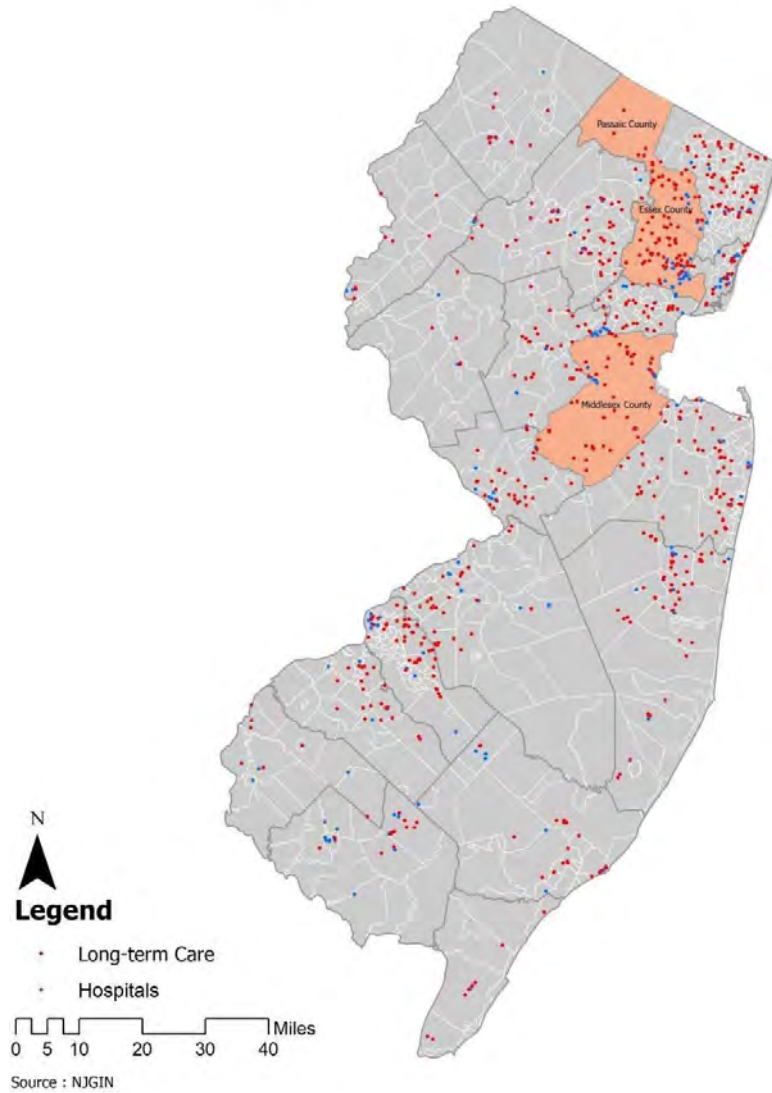 Passaic County
Essex County
Middlesex County
N
Legend
Long-term Care
Hospitals
Miles
0 5 10 20 30 40
Source : NJGIN